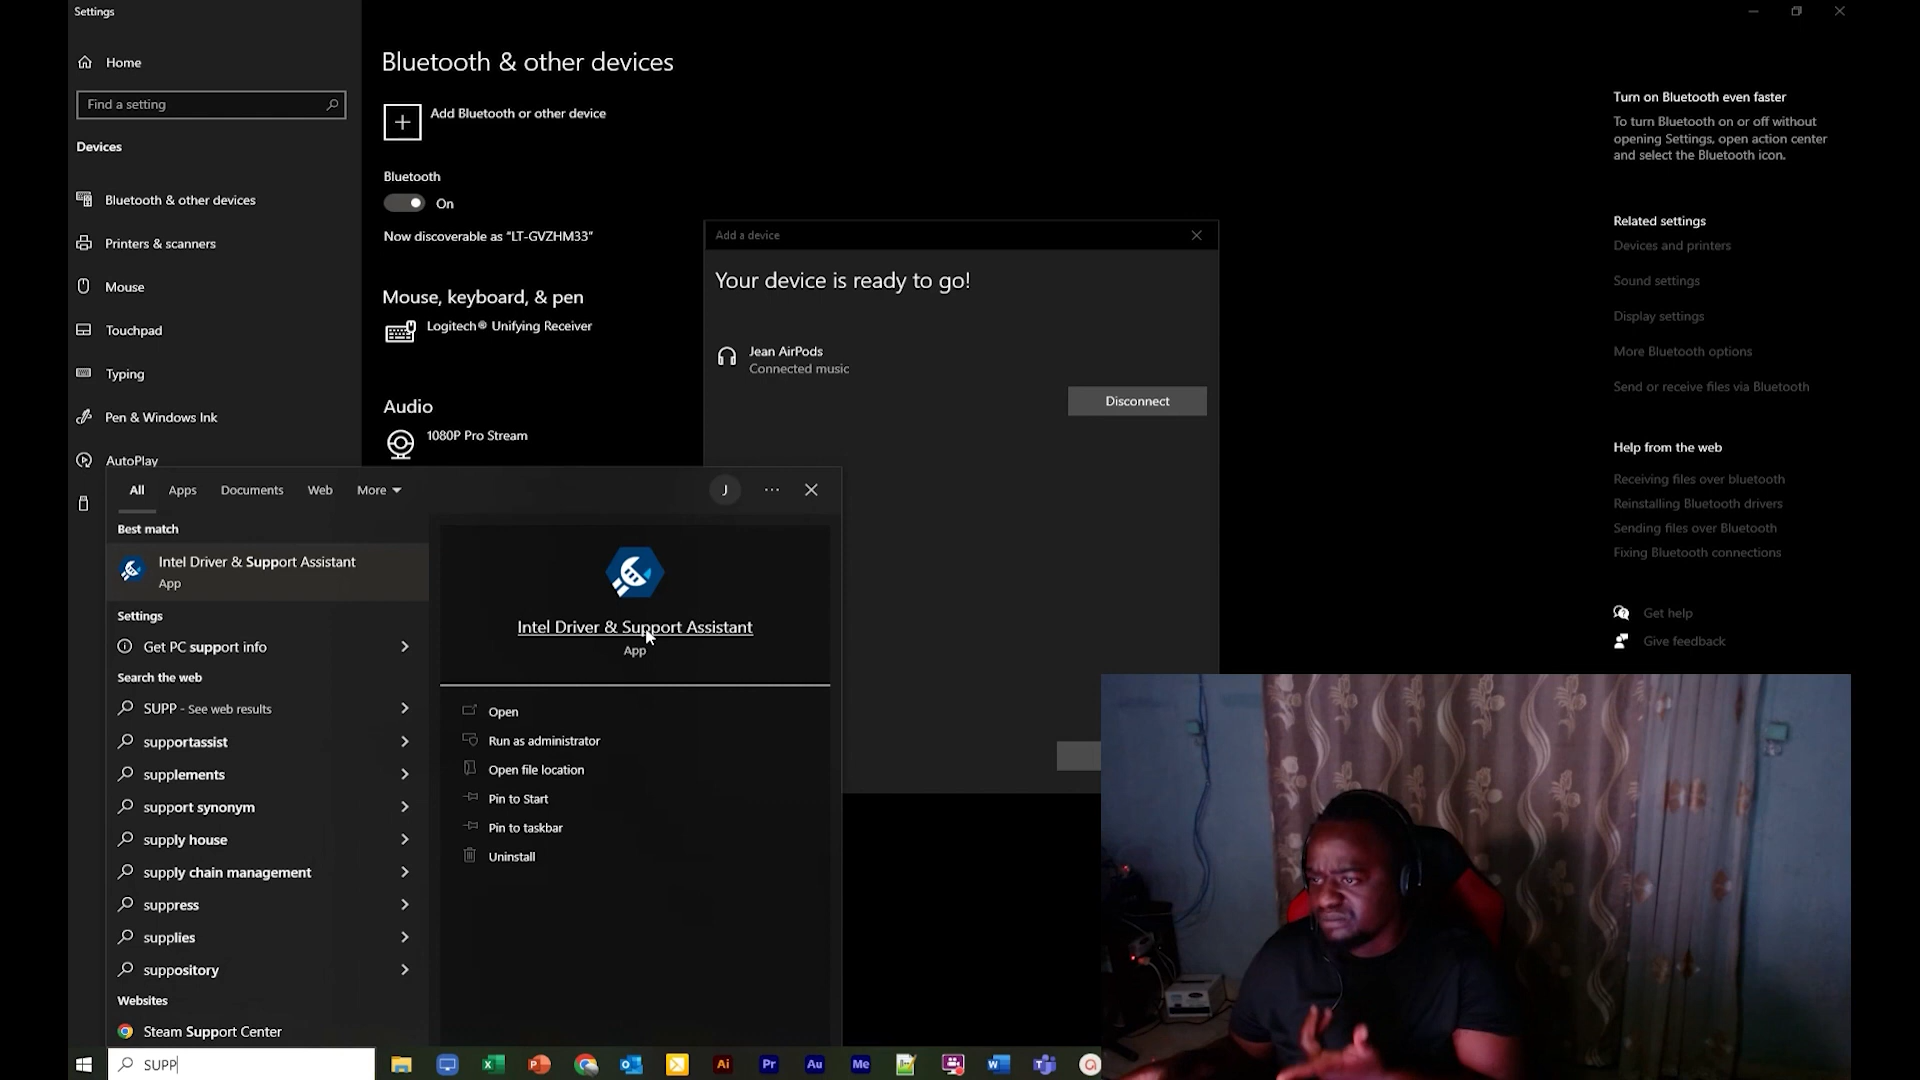 Settings
Home
Find a setting
Devices
Bluetooth & other devices
Printers & scanners
Mouse
Touchpad
Typing
Pen & Windows Ink
AutoPlay
Bluetooth & other devices
Add Bluetooth or other device
Bluetooth
On
Now discoverable as “LT-GVZHM33”
Mouse, keyboard, & pen
Logitech® Unifying Receiver
Audio
1080P Pro Stream
Add a device
Your device is ready to go!
Jean AirPods
Connected music
Disconnect
Turn on Bluetooth even faster
To turn Bluetooth on or off without
opening Settings, open action center
and select the Bluetooth icon.
Related settings
Devices and printers
Sound settings
Display settings
More Bluetooth options
Send or receive files via Bluetooth
Help from the web
Receiving files over bluetooth
Reinstalling Bluetooth drivers
Sending files over Bluetooth
Fixing Bluetooth connections
Get help
Give feedback
All Apps Documents Web More
J
Best match
Intel Driver & Support Assistant
App
Settings
Get PC support info
Search the web
SUPP - See web results
supportassist
supplements
support synonym
supply house
supply chain management
suppress
supplies
suppository
Websites
Steam Support Center
Intel Driver & Support Assistant
App
Open
Run as administrator
Open file location
Pin to Start
Pin to taskbar
Uninstall
SUPP
Ai Pr Au Me